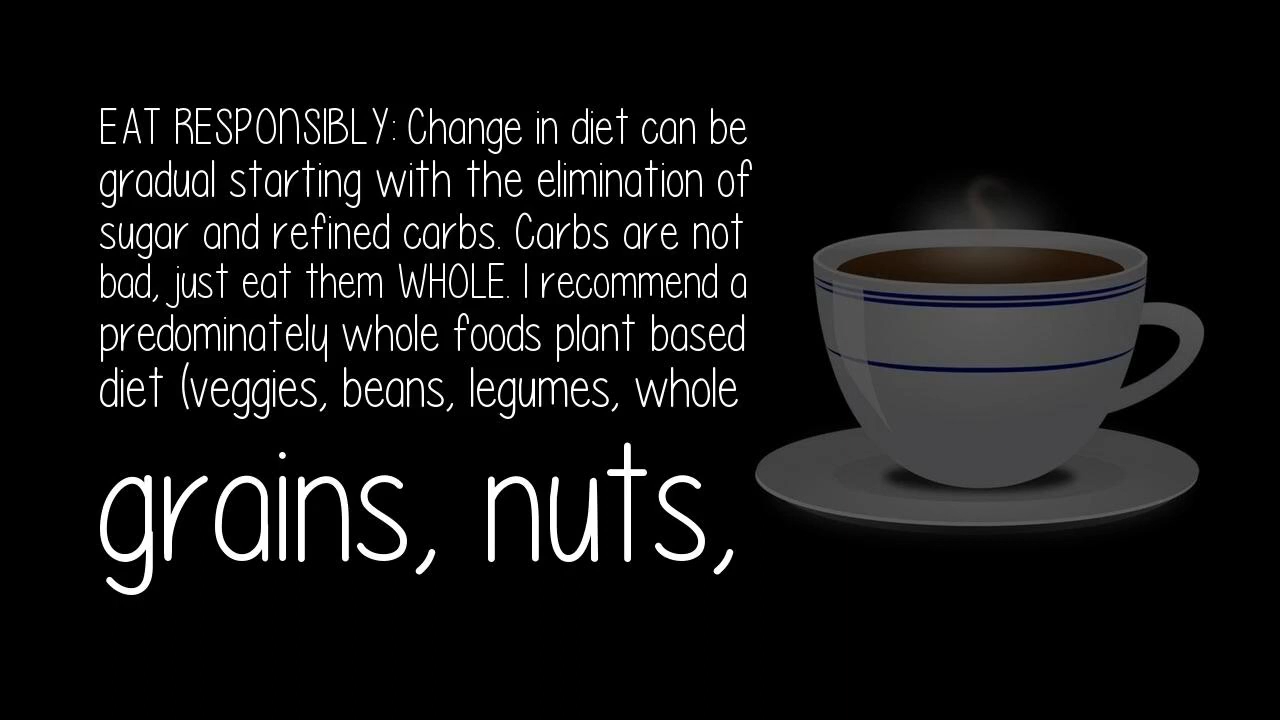 EAT RESPONSIBLY: Change in diet can be
gradual starting with the elimination of
sugar and refined carbs. Carbs are not
bad, just eat them WHOLE. I recommend a
predominately whole foods plant based
diet (veggies, beans, legumes, whole
grains, nuts,